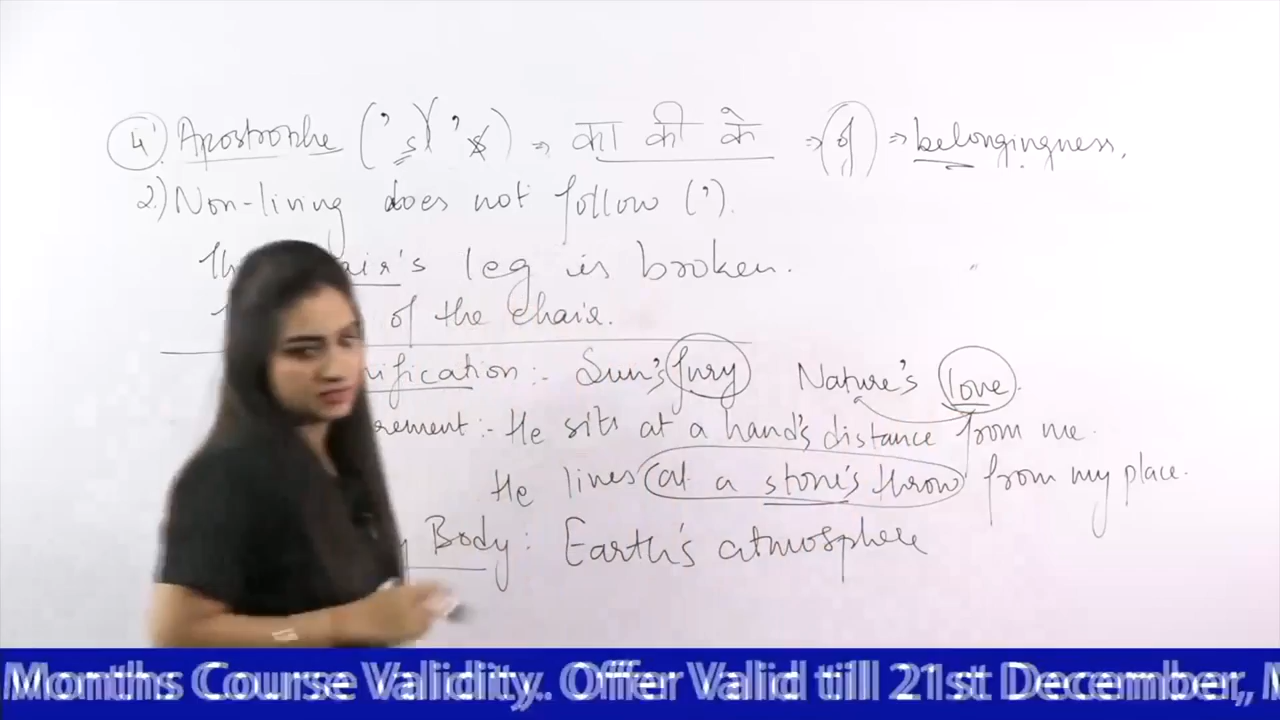 4. Apostrophe ('s)(s') => का की के => (of) => belongingness.
2) Non-living does not follow (').
leg is broken.
of the chair.
Sun's fury Nature's love.
:- He sits at a hand's distance from me.
He lives at a stone's throw from my place.
Body: Earth's atmosphere
Months Course Validity. Offer Valid till 21st December,